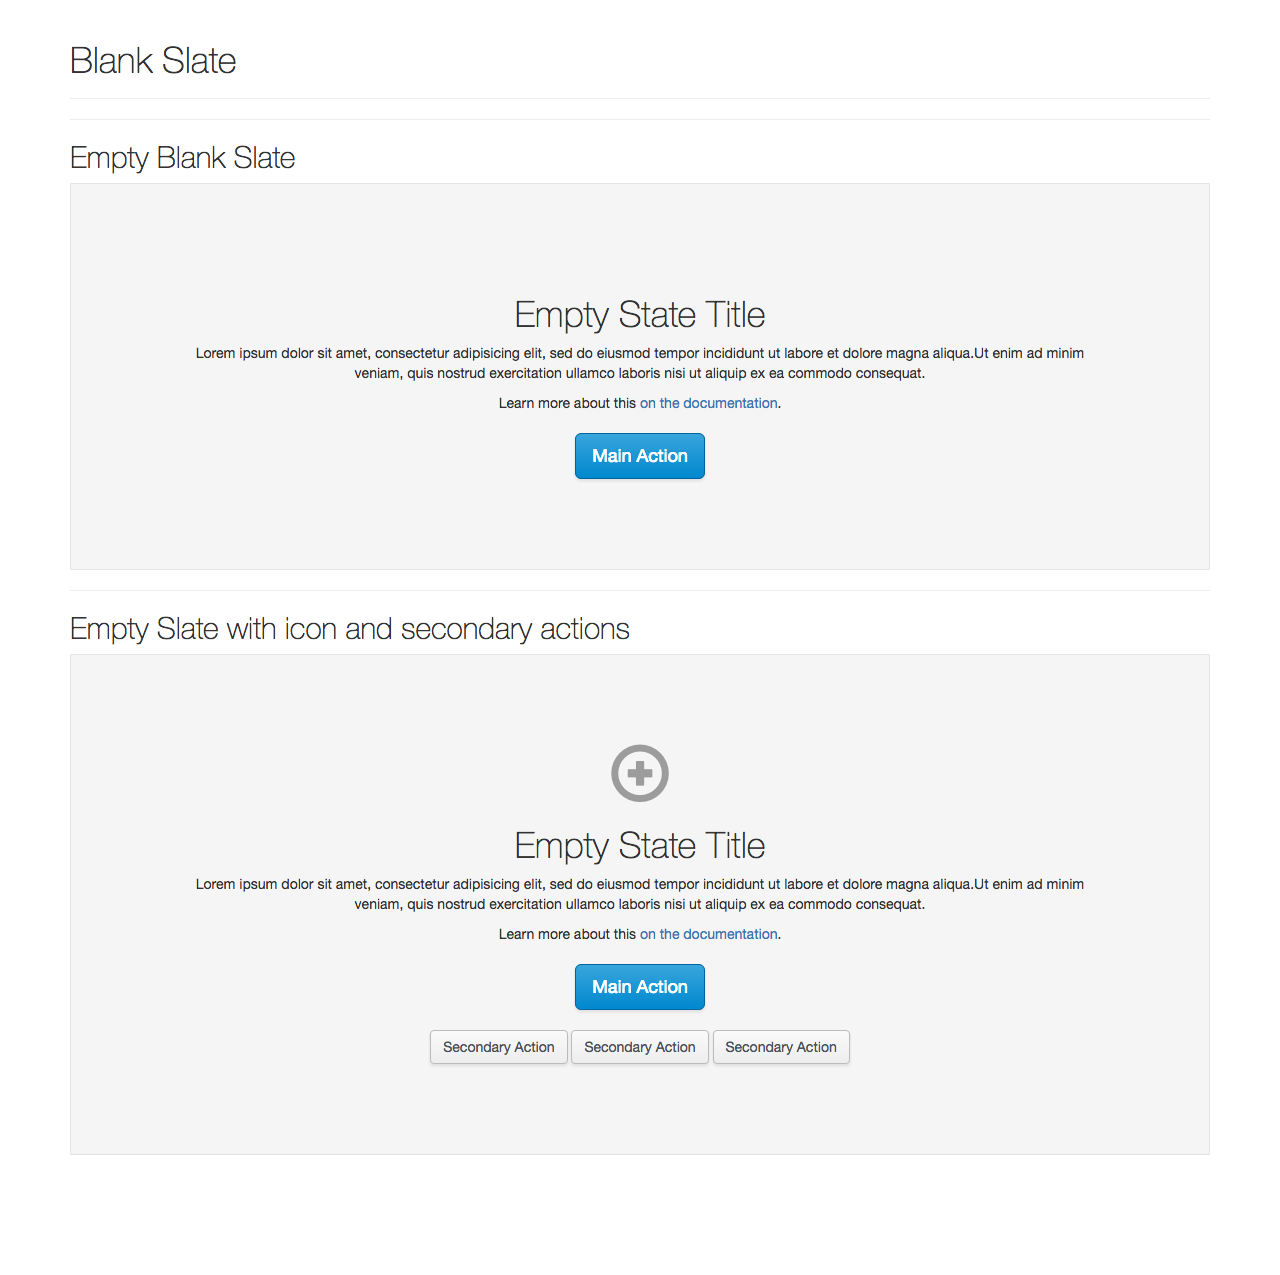 Blank Slate
Empty Blank Slate
Empty State Title
Lorem ipsum dolor sit amet, consectetur adipisicing elit, sed do eiusmod tempor incididunt ut labore et dolore magna aliqua.Ut enim ad minim
veniam, quis nostrud exercitation ullamco laboris nisi ut aliquip ex ea commodo consequat.
Learn more about this on the documentation.
Main Action
Empty Slate with icon and secondary actions
Empty State Title
Lorem ipsum dolor sit amet, consectetur adipisicing elit, sed do eiusmod tempor incididunt ut labore et dolore magna aliqua.Ut enim ad minim
veniam, quis nostrud exercitation ullamco laboris nisi ut aliquip ex ea commodo consequat.
Learn more about this on the documentation.
Main Action
Secondary Action Secondary Action Secondary Action